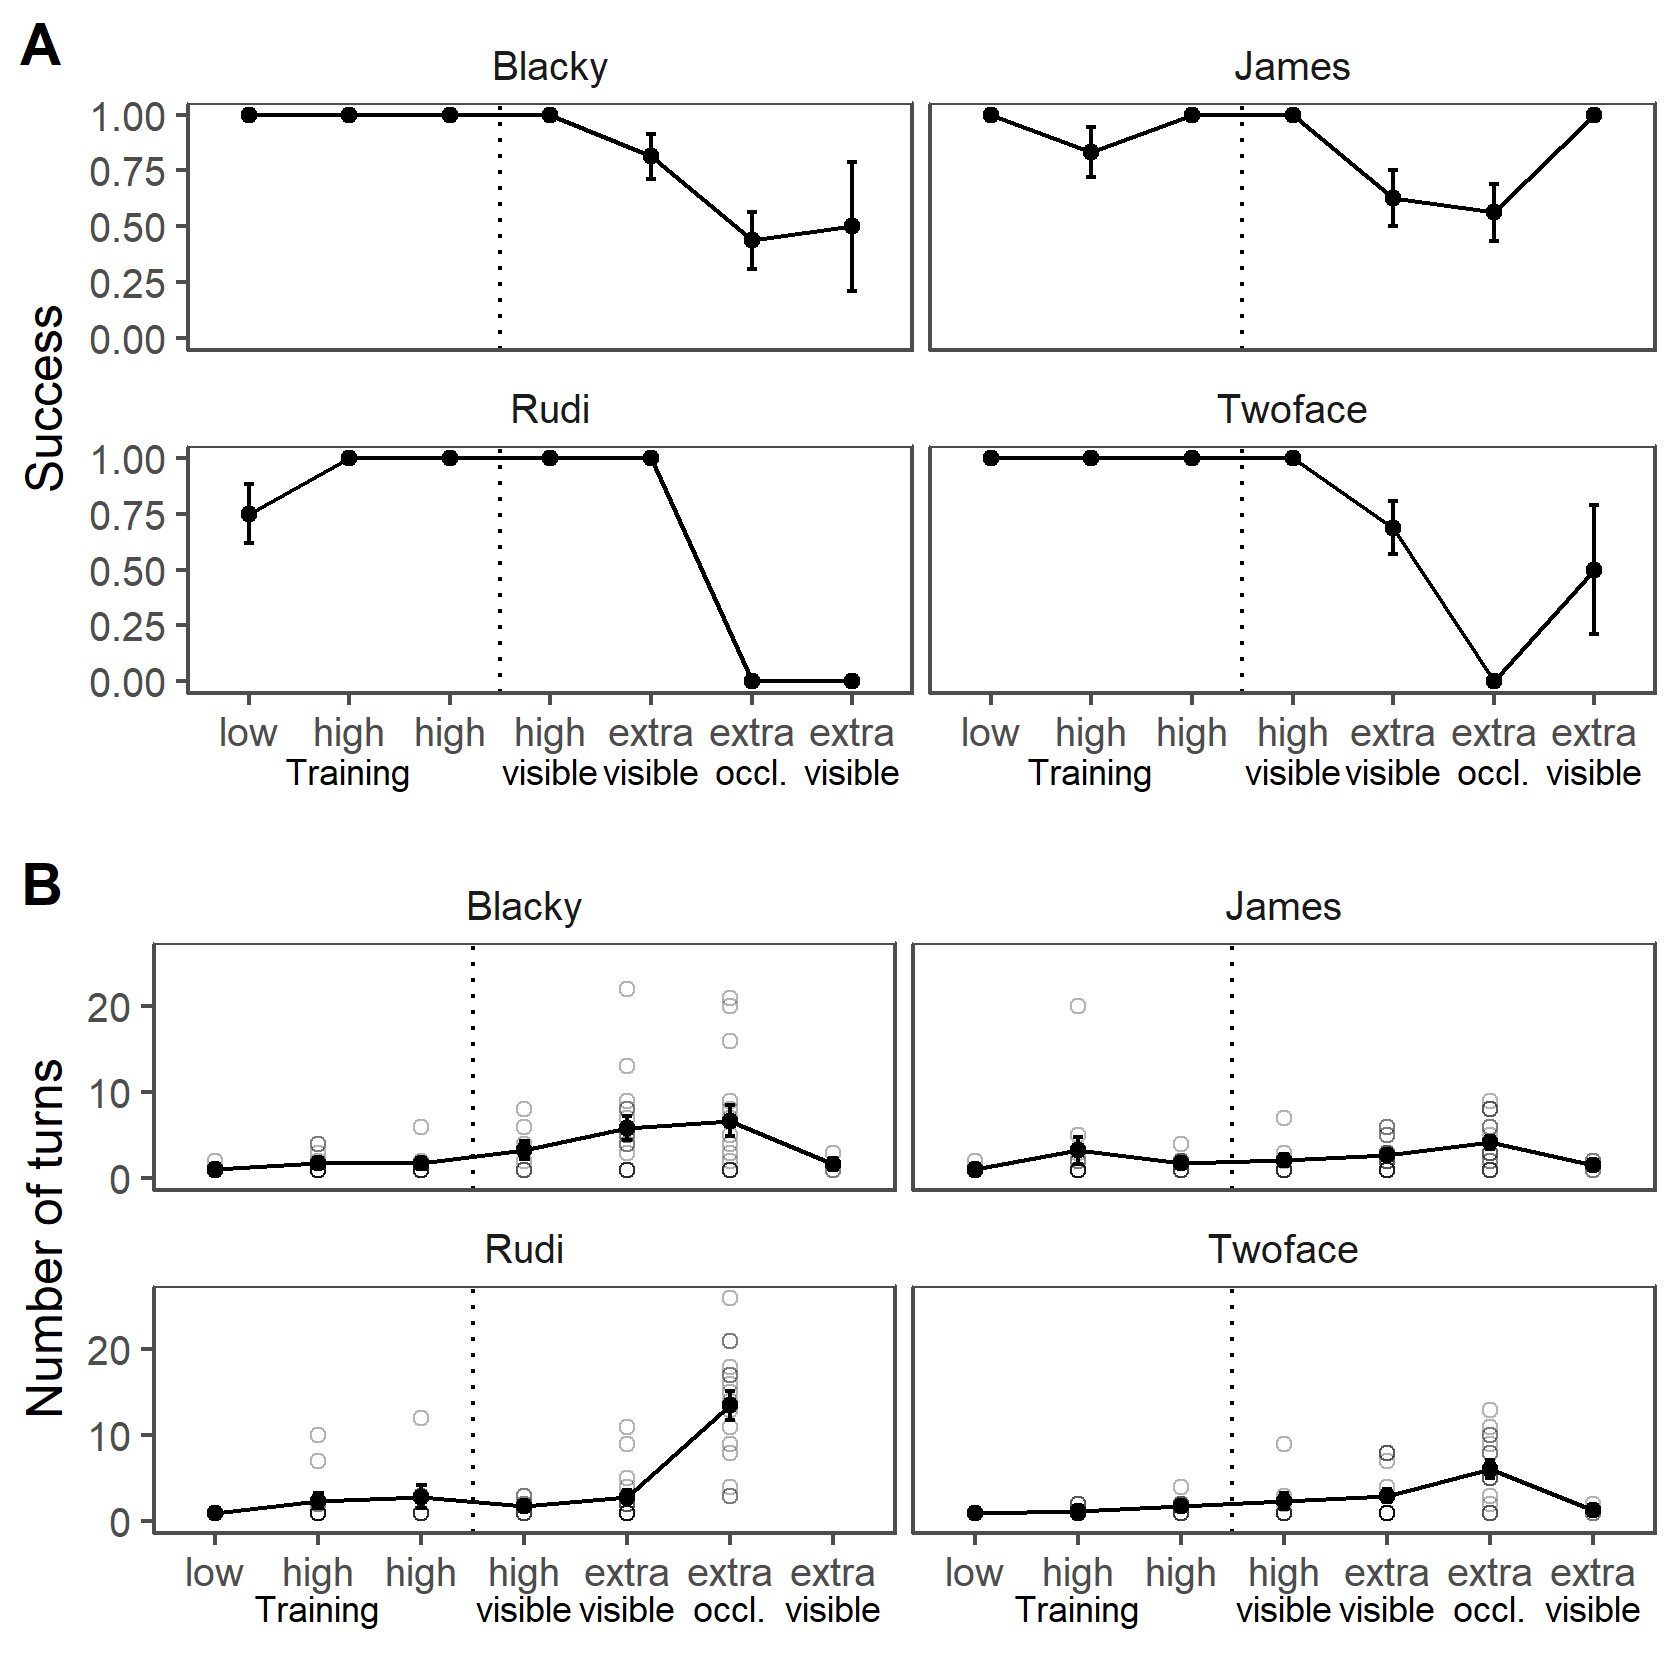 A
Blacky
James
1.00
0.75
0.50
0.25
0.00
Success
Rudi
Twoface
1.00
0.75
0.50
0.25
0.00
low high high high extra extra extra
Training visible visible occl. visible
low high high high extra extra extra
Training visible visible occl. visible
B
Blacky
James
20
10
0
Number of turns
Rudi
Twoface
20
10
0
low high high high extra extra extra
Training visible visible occl. visible
low high high high extra extra extra
Training visible visible occl. visible